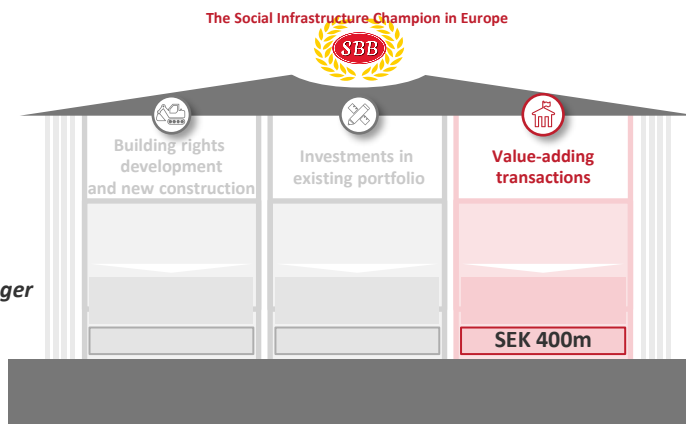 The Social Infrastructure Champion in Europe
SBB
Building rights
development
and new construction
Investments in
existing portfolio
Value-adding
transactions
ger
SEK 400m